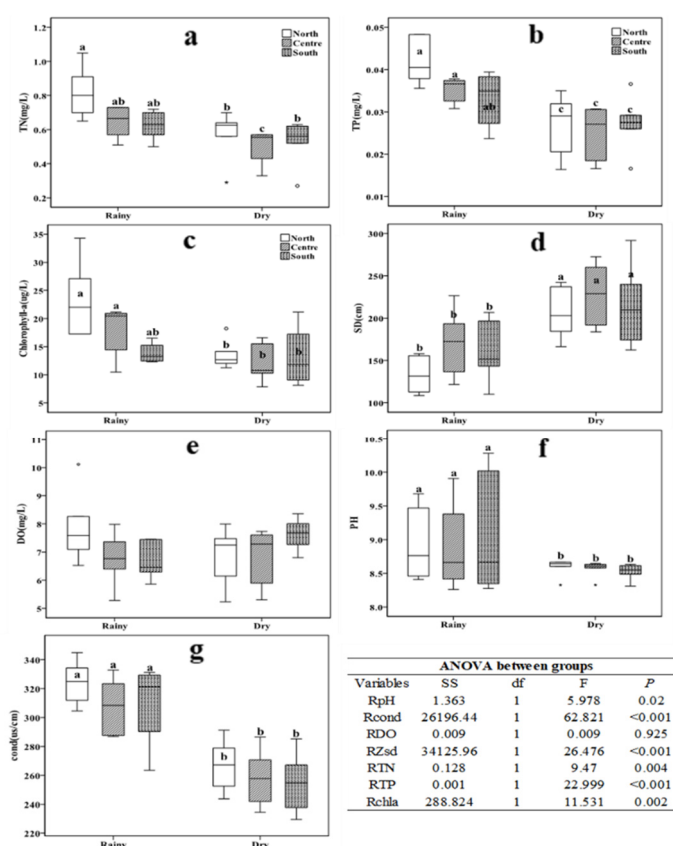 a
North
Centre
South
TN(mg/L)
1.2
1.0
0.8
0.6
0.4
0.2
a
ab
ab
b
c
b
Rainy
Dry
b
North
Centre
South
TP(mg/L)
0.05
0.04
0.03
0.02
0.01
a
a
ab
c
c
c
Rainy
Dry
c
North
Centre
South
Chlorophyll-a(ug/L)
35
30
25
20
15
10
5
a
a
ab
b
b
b
Rainy
Dry
d
SD(cm)
300
250
200
150
100
b
b
b
a
a
a
Rainy
Dry
e
DO(mg/L)
11
10
9
8
7
6
5
Rainy
Dry
f
PH
10.5
10.0
9.5
9.0
8.5
8.0
a
a
a
b
b
b
Rainy
Dry
g
cond(us/cm)
340
320
300
280
260
240
220
a
a
a
b
b
b
Rainy
Dry
ANOVA between groups
Variables SS df F P
RpH 1.363 1 5.978 0.02
Rcond 26196.44 1 62.821 <0.001
RDO 0.009 1 0.009 0.925
RZsd 34125.96 1 26.476 <0.001
RTN 0.128 1 9.47 0.004
RTP 0.001 1 22.999 <0.001
Rchla 288.824 1 11.531 0.002